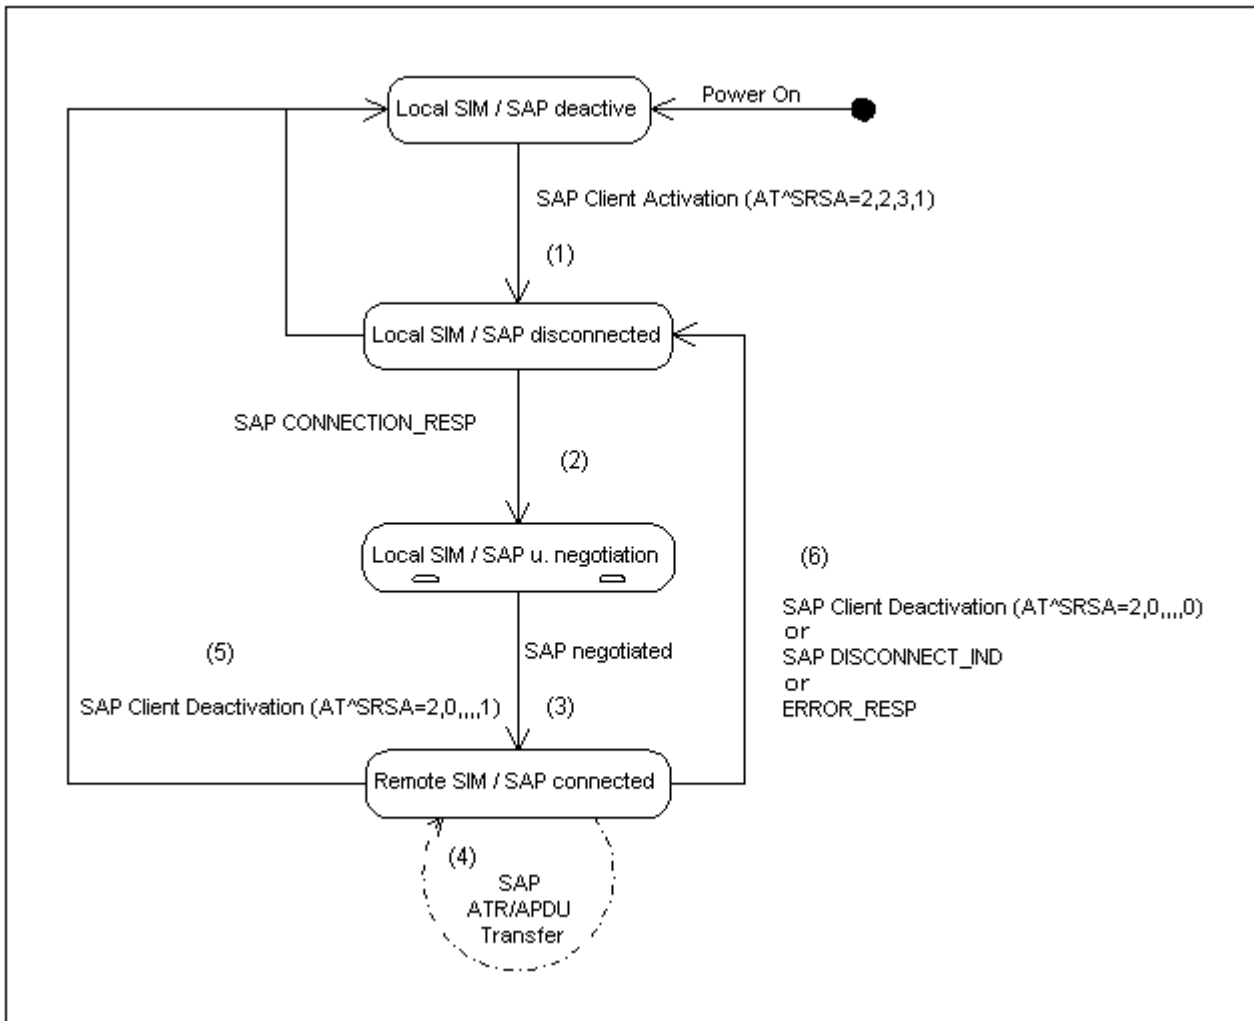 Local SIM / SAP deactive
Power On
SAP Client Activation (AT^SRSA=2,2,3,1)
(1)
Local SIM / SAP disconnected
SAP CONNECTION_RESP
(2)
Local SIM / SAP u. negotiation
(6)
SAP Client Deactivation (AT^SRSA=2,0,,,,0)
or
SAP DISCONNECT_IND
or
ERROR_RESP
SAP negotiated
(5)
SAP Client Deactivation (AT^SRSA=2,0,,,,1)
(3)
Remote SIM / SAP connected
(4)
SAP
ATR/APDU
Transfer